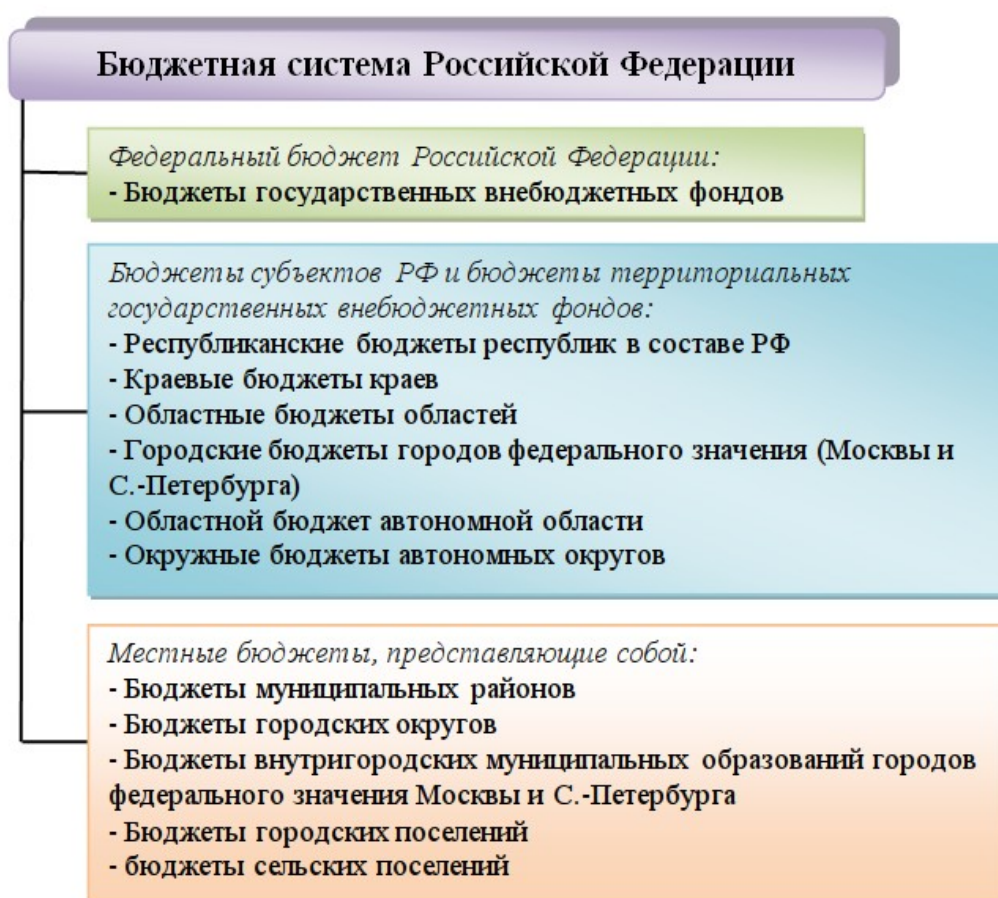 Бюджетная система Российской Федерации
Федеральный бюджет Российской Федерации:
- Бюджеты государственных внебюджетных фондов
Бюджеты субъектов РФ и бюджеты территориальных
государственных внебюджетных фондов:
- Республиканские бюджеты республик в составе РФ
- Краевые бюджеты краев
- Областные бюджеты областей
- Городские бюджеты городов федерального значения (Москвы и
С.-Петербурга)
- Областной бюджет автономной области
- Окружные бюджеты автономных округов
Местные бюджеты, представляющие собой:
- Бюджеты муниципальных районов
- Бюджеты городских округов
- Бюджеты внутригородских муниципальных образований городов
федерального значения Москвы и С.-Петербурга
- Бюджеты городских поселений
- бюджеты сельских поселений